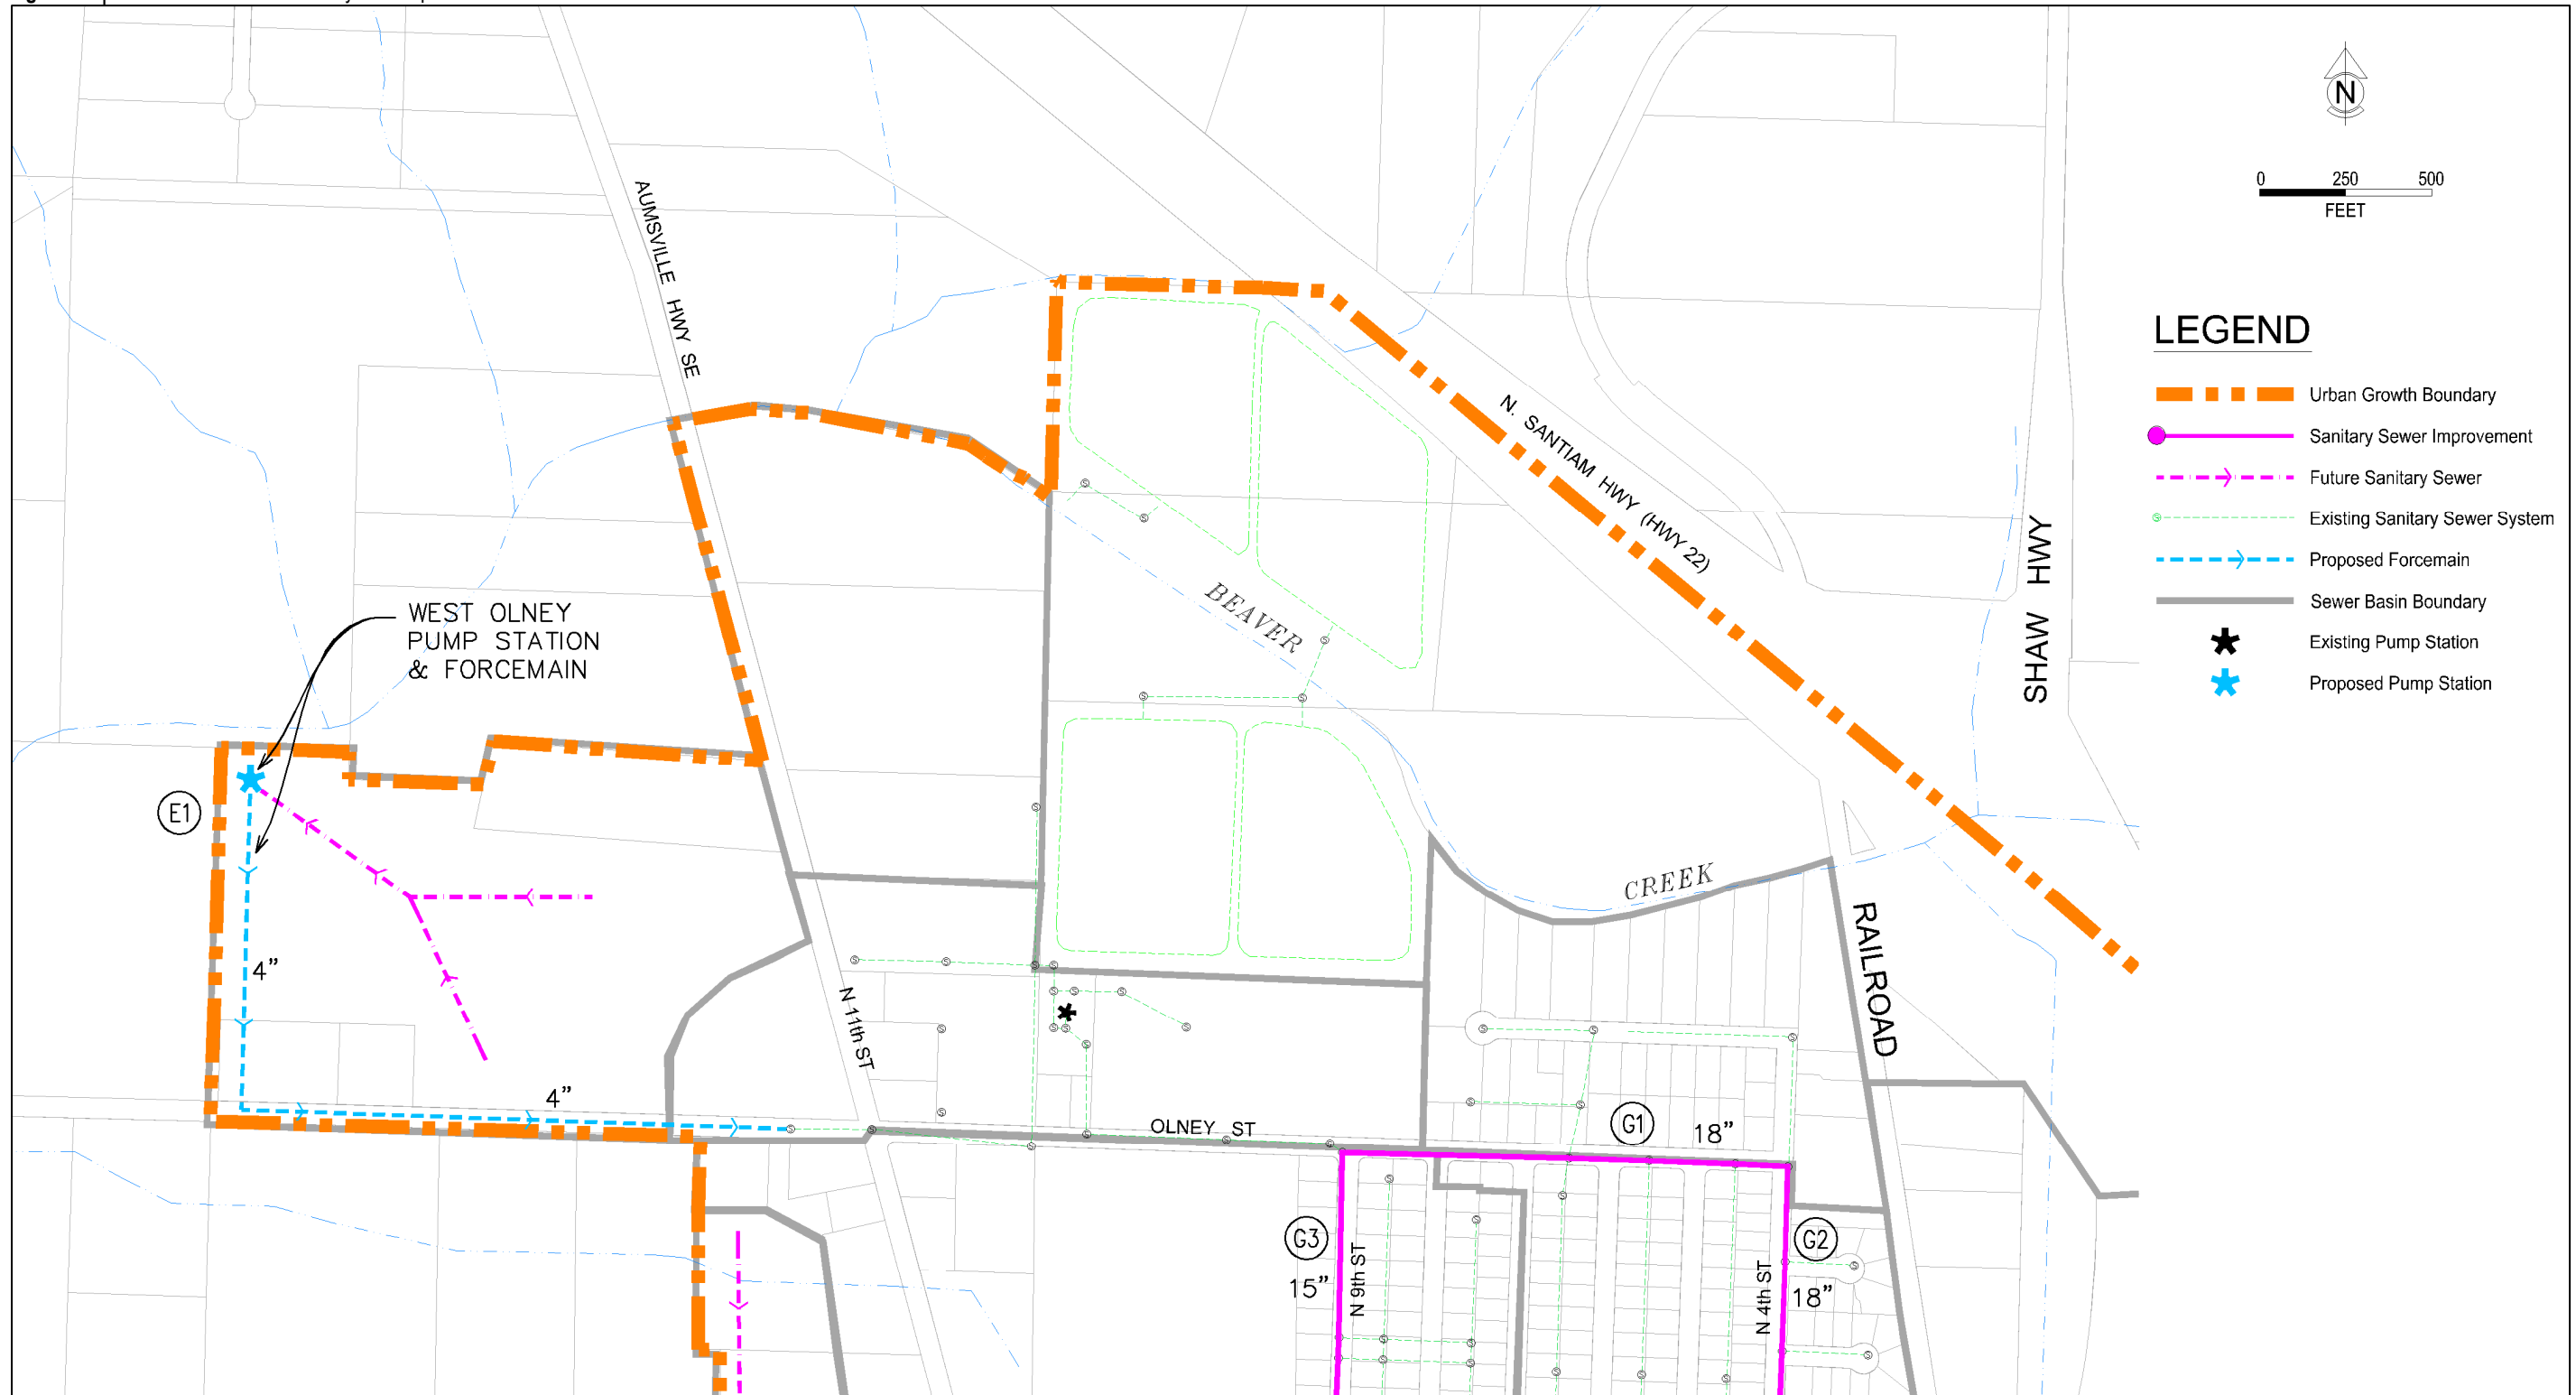 N
0 250 500
FEET
LEGEND
Urban Growth Boundary
Sanitary Sewer Improvement
Future Sanitary Sewer
Existing Sanitary Sewer System
Proposed Forcemain
Sewer Basin Boundary
Existing Pump Station
Proposed Pump Station
AUMSVILLE HWY SE
N. SANTIAM HWY (HWY 22)
SHAW HWY
WEST OLNEY
PUMP STATION
& FORCEMAIN
BEAVER
CREEK
E1
4"
4"
N 11th ST
RAILROAD
OLNEY ST
G1
18"
G3
15"
N 9th ST
N 4th ST
G2
18"